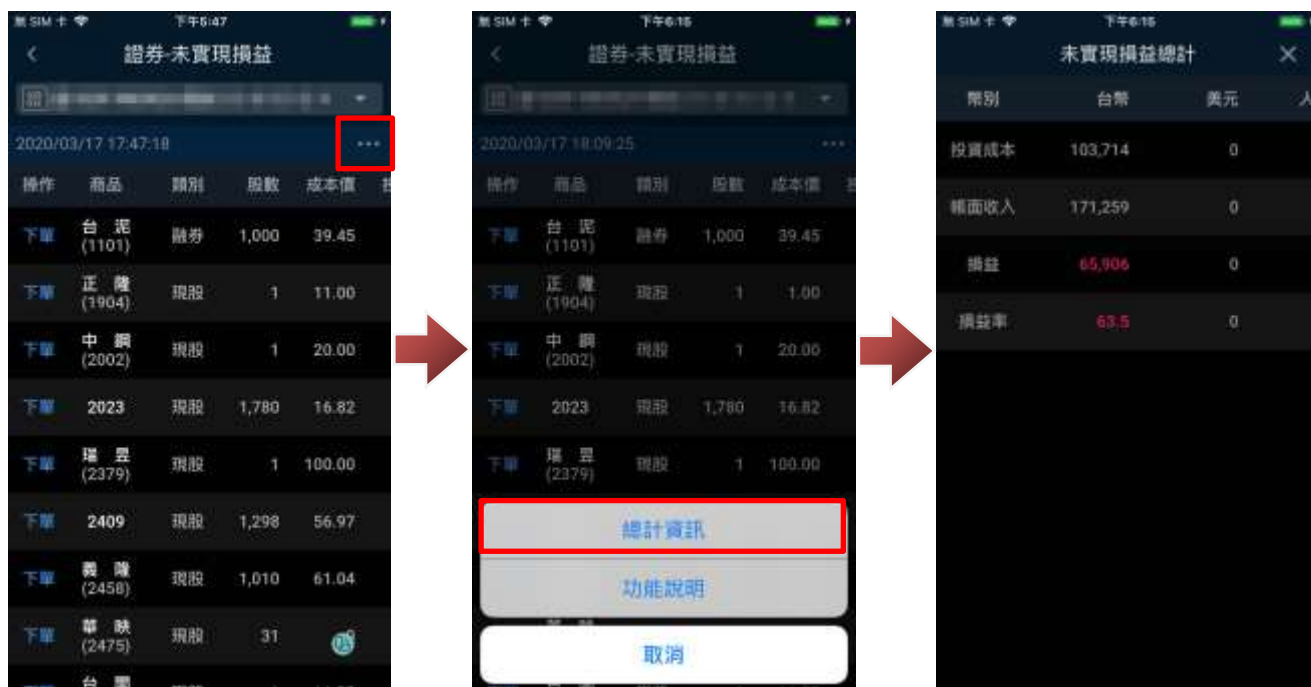 無 SIM 卡 下午5:47
證券-未實現損益
證
2020/03/17 17:47:18 ...
操作 商品 類別 股數 成本價
下單 台 泥 融券 1,000 39.45
(1101)
下單 正 隆 現股 1 11.00
(1904)
下單 中 鋼 現股 1 20.00
(2002)
下單 2023 現股 1,780 16.82
下單 瑞 昱 現股 1 100.00
(2379)
下單 2409 現股 1,298 56.97
下單 義 隆 現股 1,010 61.04
(2458)
下單 華 映 現股 31
(2475)
無 SIM 卡 下午6:15
證券-未實現損益
證
2020/03/17 18:09:25 ...
操作 商品 類別 股數 成本價
下單 台 泥 融券 1,000 39.45
(1101)
下單 正 隆 現股 1 1.00
(1904)
下單 中 鋼 現股 1 20.00
(2002)
下單 2023 現股 1,780 16.82
下單 瑞 昱 現股 1 100.00
(2379)
總計資訊
功能說明
取消
無 SIM 卡 下午6:15
未實現損益總計
幣別 台幣 美元 人
投資成本 103,714 0
帳面收入 171,259 0
損益 65,906 0
損益率 63.5 0